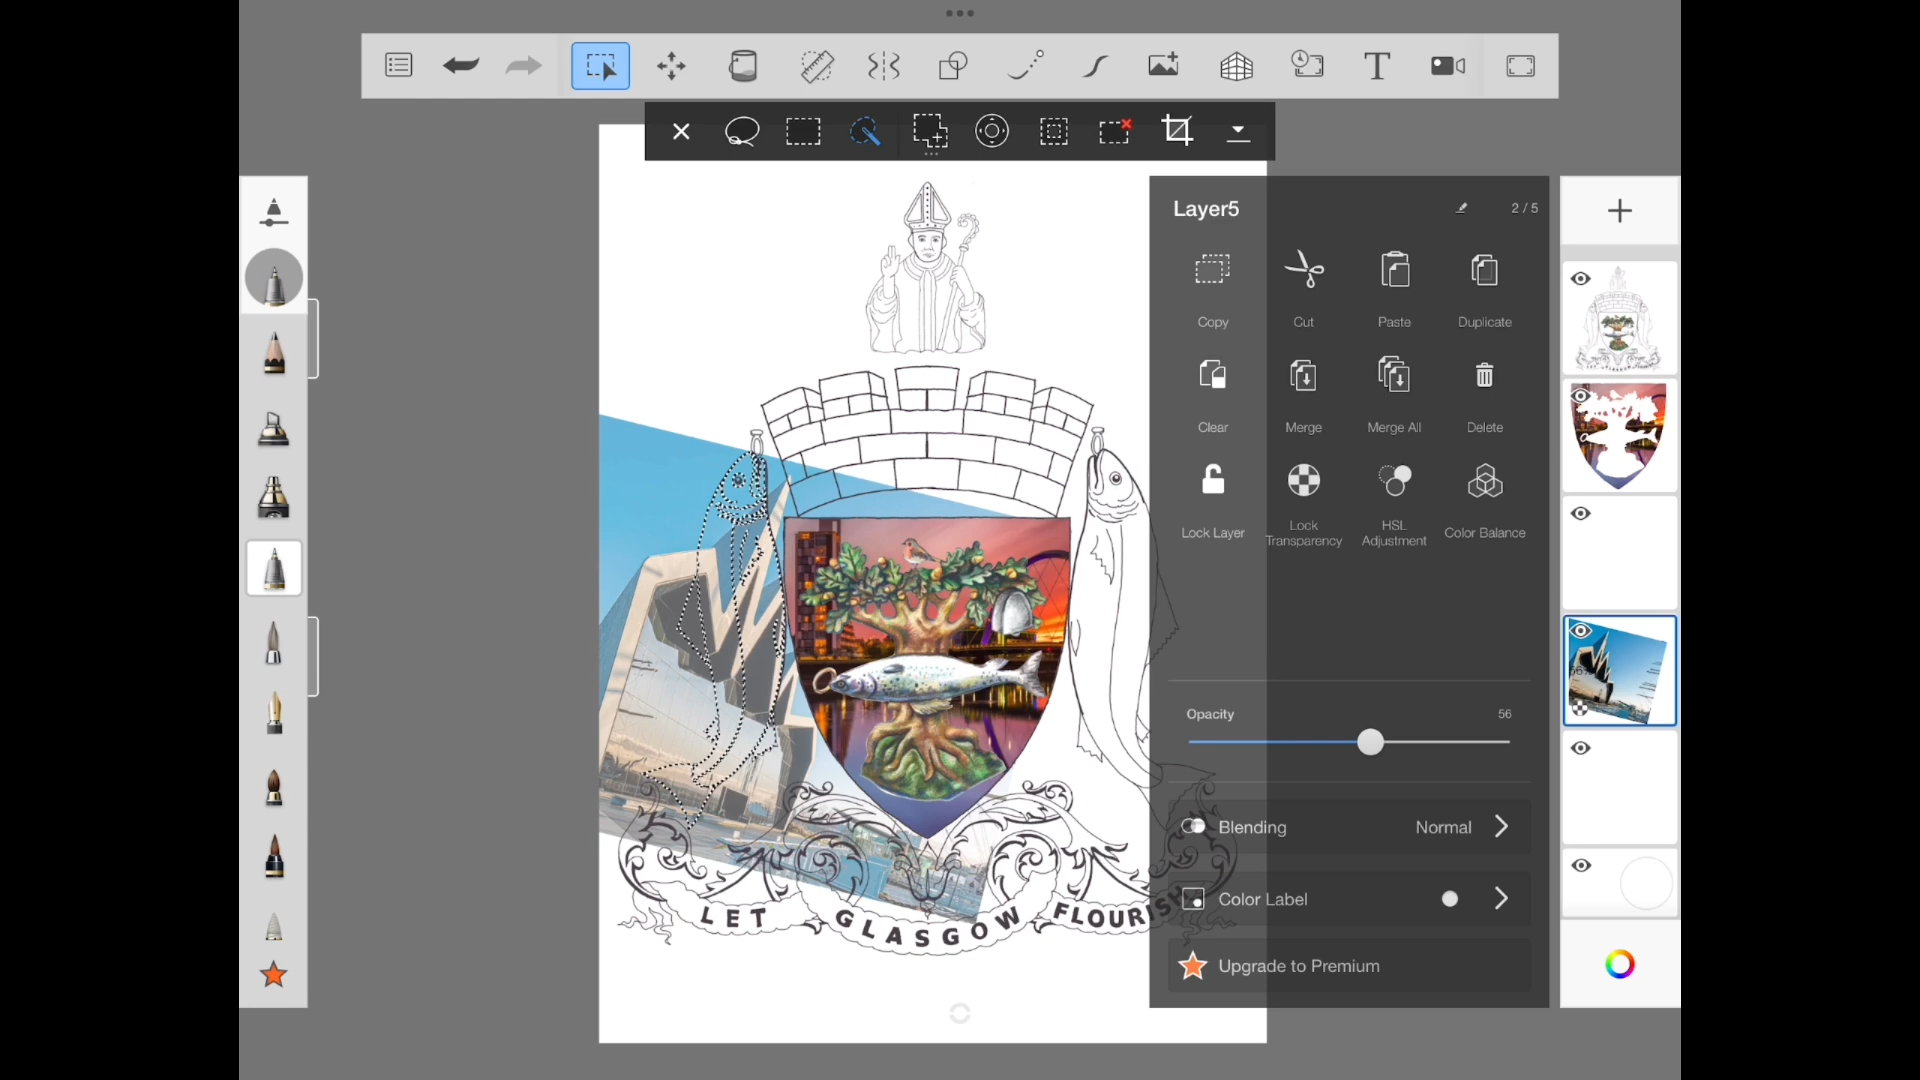 Layer5
2 / 5
Copy
Cut
Paste
Duplicate
Clear
Merge
Merge All
Delete
Lock Layer
Lock
Transparency
HSL
Adjustment
Color Balance
Opacity
56
Blending
Normal
Color Label
Upgrade to Premium
LET GLASGOW FLOURISH